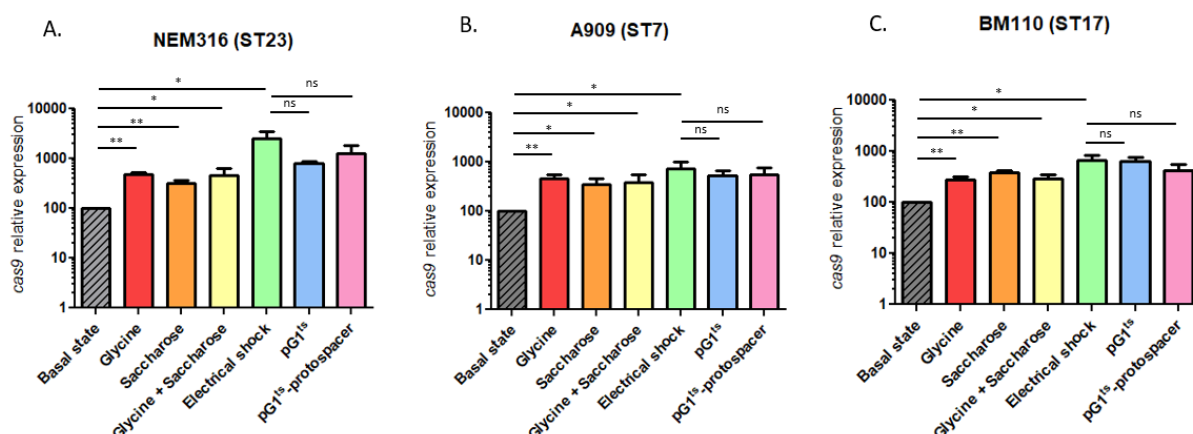 A.
NEM316 (ST23)
cas9 relative expression
10000
1000
100
10
1
*
*
**
**
ns
ns
Basal state
Glycine
Saccharose
Glycine + Saccharose
Electrical shock
pG1ts
pG1ts-protospacer
B.
A909 (ST7)
cas9 relative expression
10000
1000
100
10
1
*
*
*
**
ns
ns
Basal state
Glycine
Saccharose
Glycine + Saccharose
Electrical shock
pG1ts
pG1ts-protospacer
C.
BM110 (ST17)
cas9 relative expression
10000
1000
100
10
1
*
*
**
**
ns
ns
Basal state
Glycine
Saccharose
Glycine + Saccharose
Electrical shock
pG1ts
pG1ts-protospacer